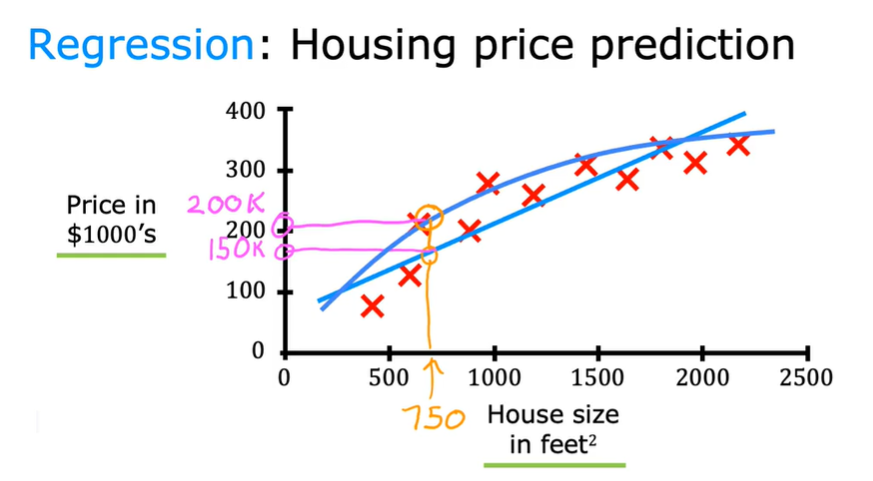 Regression: Housing price prediction
400
300
Price in
$1000's
200K
200
150K
100
0
0 500 1000 1500 2000 2500
750
House size
in feet²